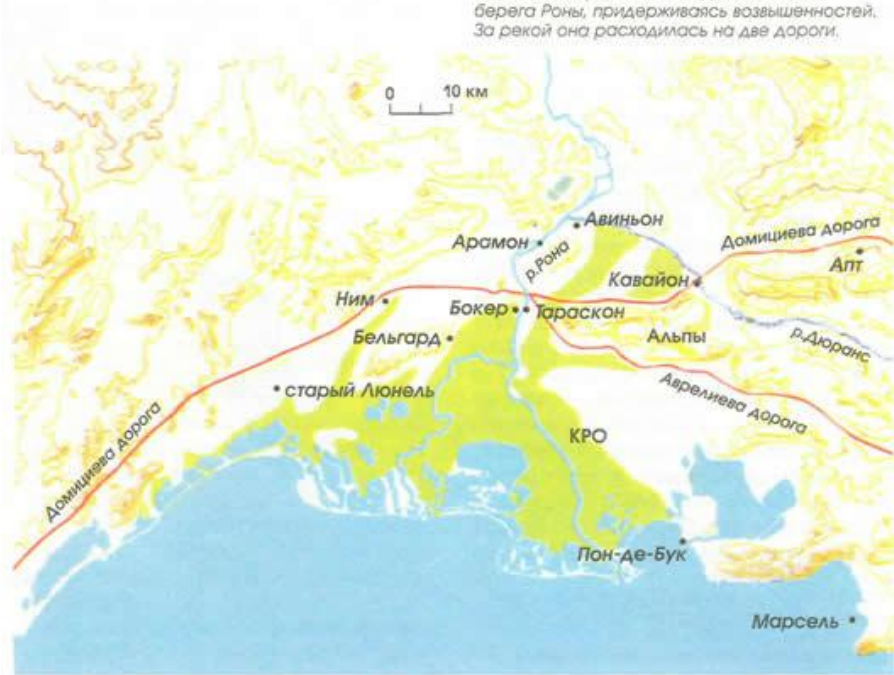 берега Роны, придерживаясь возвышенностей.
За рекой она расходилась на две дороги.
0 10 км
Авиньон
Арамон
р.Рона
Домициева дорога
Апт
Кавайон
Ним
Бокер
Тараскон
Бельгард
Альпы
р.Дюранс
старый Люнель
Аврелиева дорога
Домициева дорога
КРО
Пон-де-Бук
Марсель